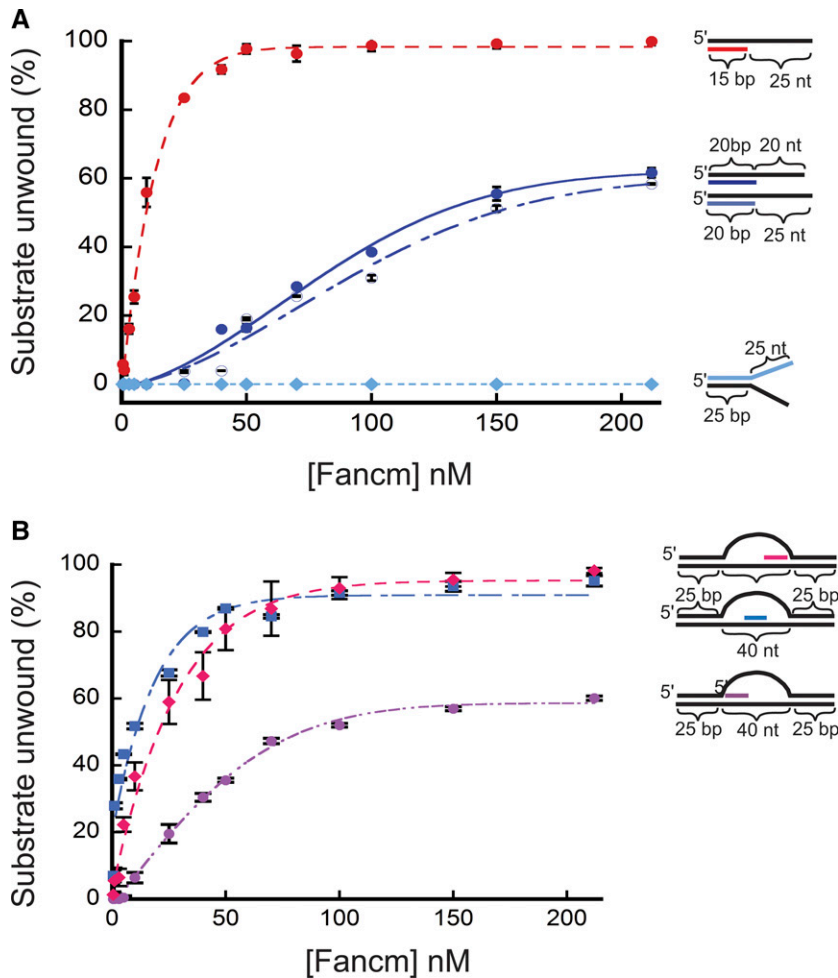 A
Substrate unwound (%)
100
80
60
40
20
0
0 50 100 150 200
[Fancm] nM
5'
15 bp 25 nt
20bp 20 nt
5'
5'
20 bp 25 nt
25 nt
5'
25 bp
B
Substrate unwound (%)
100
80
60
40
20
0
0 50 100 150 200
[Fancm] nM
5'
25 bp 25 bp
5'
40 nt
5'
25 bp 40 nt 25 bp